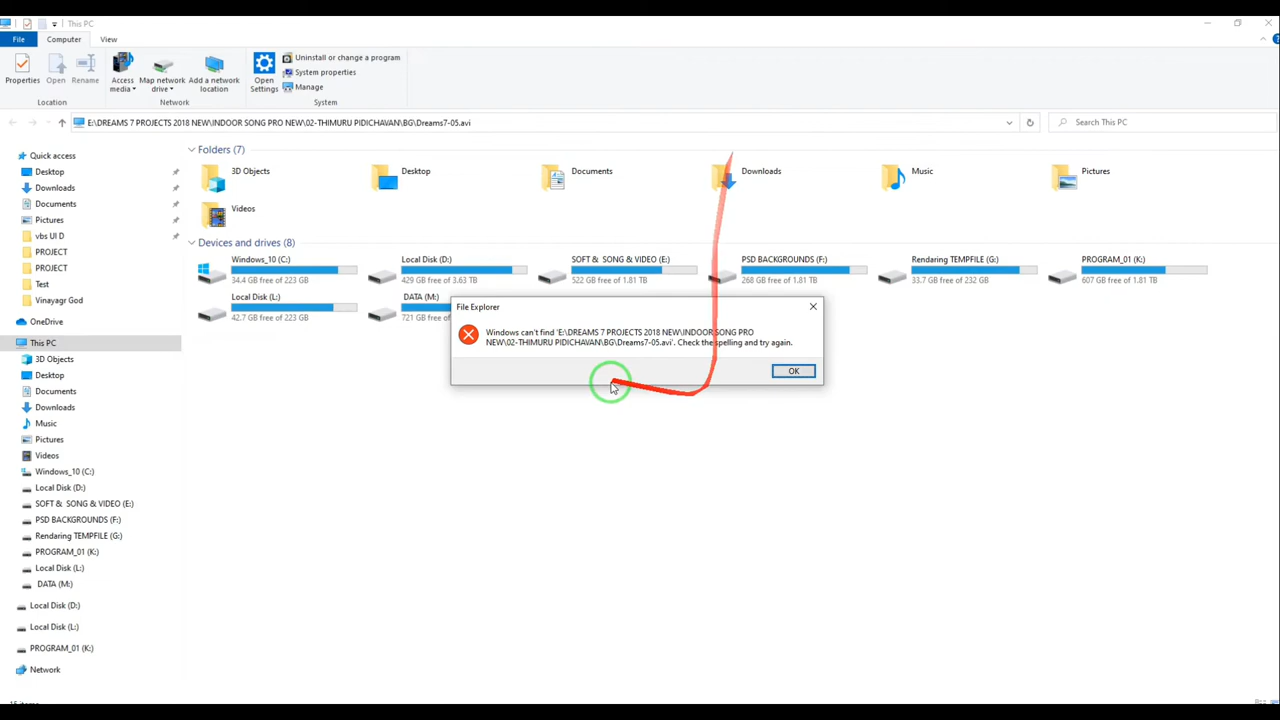 This PC
File Computer View
Properties Open Rename Access media Map network drive Add a network location Open Settings Uninstall or change a program
System properties
Manage
Location Network System
E:\DREAMS 7 PROJECTS 2018 NEW\INDOOR SONG PRO NEW\02-THIMURU PIDICHAVAN\BG\Dreams7-05.avi Search This PC
Quick access
Desktop
Downloads
Documents
Pictures
vbs UI D
PROJECT
PROJECT
Test
Vinayagr God
OneDrive
This PC
3D Objects
Desktop
Documents
Downloads
Music
Pictures
Videos
Windows_10 (C:)
Local Disk (D:)
SOFT & SONG & VIDEO (E:)
PSD BACKGROUNDS (F:)
Rendaring TEMPFILE (G:)
PROGRAM_01 (K:)
Local Disk (L:)
DATA (M:)
Local Disk (D:)
Local Disk (L:)
PROGRAM_01 (K:)
Network
Folders (7)
3D Objects Desktop Documents Downloads Music Pictures
Videos
Devices and drives (8)
Windows_10 (C:) Local Disk (D:) SOFT & SONG & VIDEO (E:) PSD BACKGROUNDS (F:) Rendaring TEMPFILE (G:) PROGRAM_01 (K:)
34.4 GB free of 223 GB 429 GB free of 3.63 TB 522 GB free of 1.81 TB 268 GB free of 1.81 TB 33.7 GB free of 232 GB 607 GB free of 1.81 TB
Local Disk (L:) DATA (M:)
42.7 GB free of 223 GB 721 GB f
File Explorer
Windows can't find 'E:\DREAMS 7 PROJECTS 2018 NEW\INDOOR SONG PRO
NEW\02-THIMURU PIDICHAVAN\BG\Dreams7-05.avi'. Check the spelling and try again.
OK